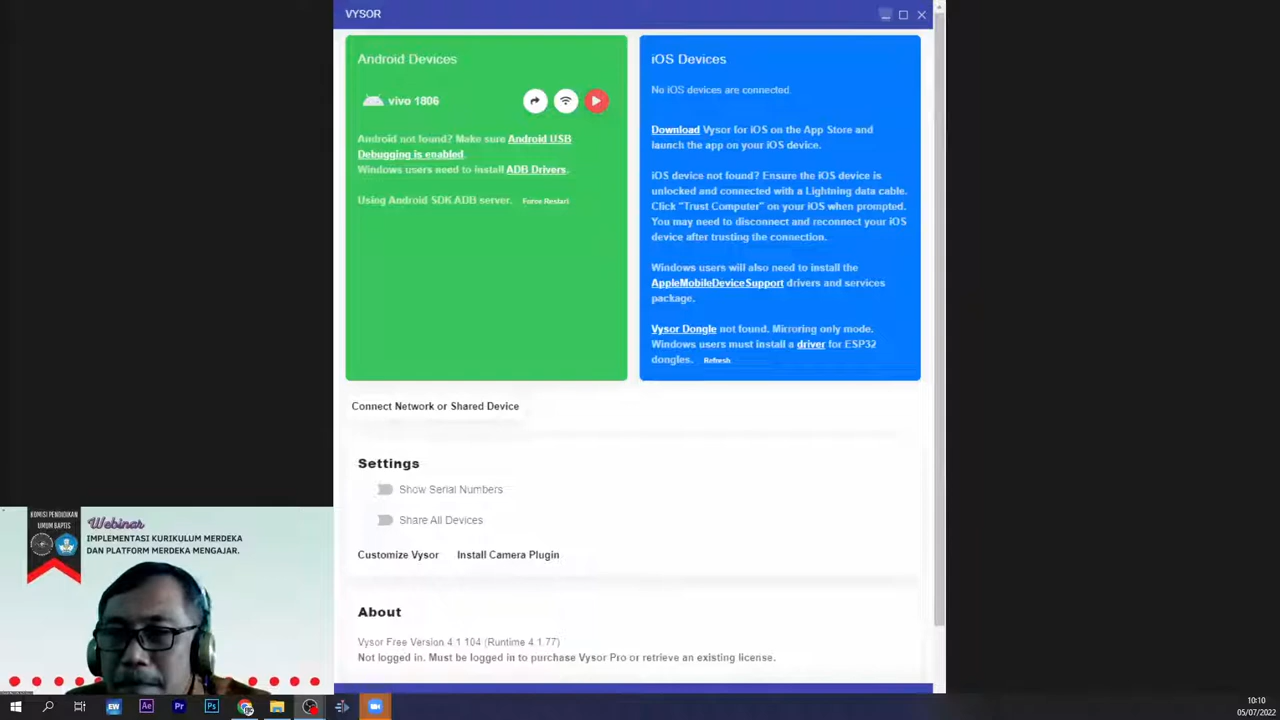 VYSOR
Android Devices
vivo 1806
Android not found? Make sure Android USB
Debugging is enabled.
Windows users need to install ADB Drivers.
Using Android SDK ADB server. Force Restart
iOS Devices
No iOS devices are connected.
Download Vysor for iOS on the App Store and
launch the app on your iOS device.
iOS device not found? Ensure the iOS device is
unlocked and connected with a Lightning data cable.
Click "Trust Computer" on your iOS when prompted.
You may need to disconnect and reconnect your iOS
device after trusting the connection.
Windows users will also need to install the
AppleMobileDeviceSupport drivers and services
package.
Vysor Dongle not found. Mirroring only mode.
Windows users must install a driver for ESP32
dongles. Refresh
Connect Network or Shared Device
Settings
Show Serial Numbers
Share All Devices
Customize Vysor Install Camera Plugin
About
Vysor Free Version 4.1.104 (Runtime 4.1.77)
Not logged in. Must be logged in to purchase Vysor Pro or retrieve an existing license.
KOMISI PENDIDIKAN
UMUM BAPTIS
Webinar
IMPLEMENTASI KURIKULUM MERDEKA
DAN PLATFORM MERDEKA MENGAJAR.
EW
Ae
Pr
Ps
10:10
05/07/2022